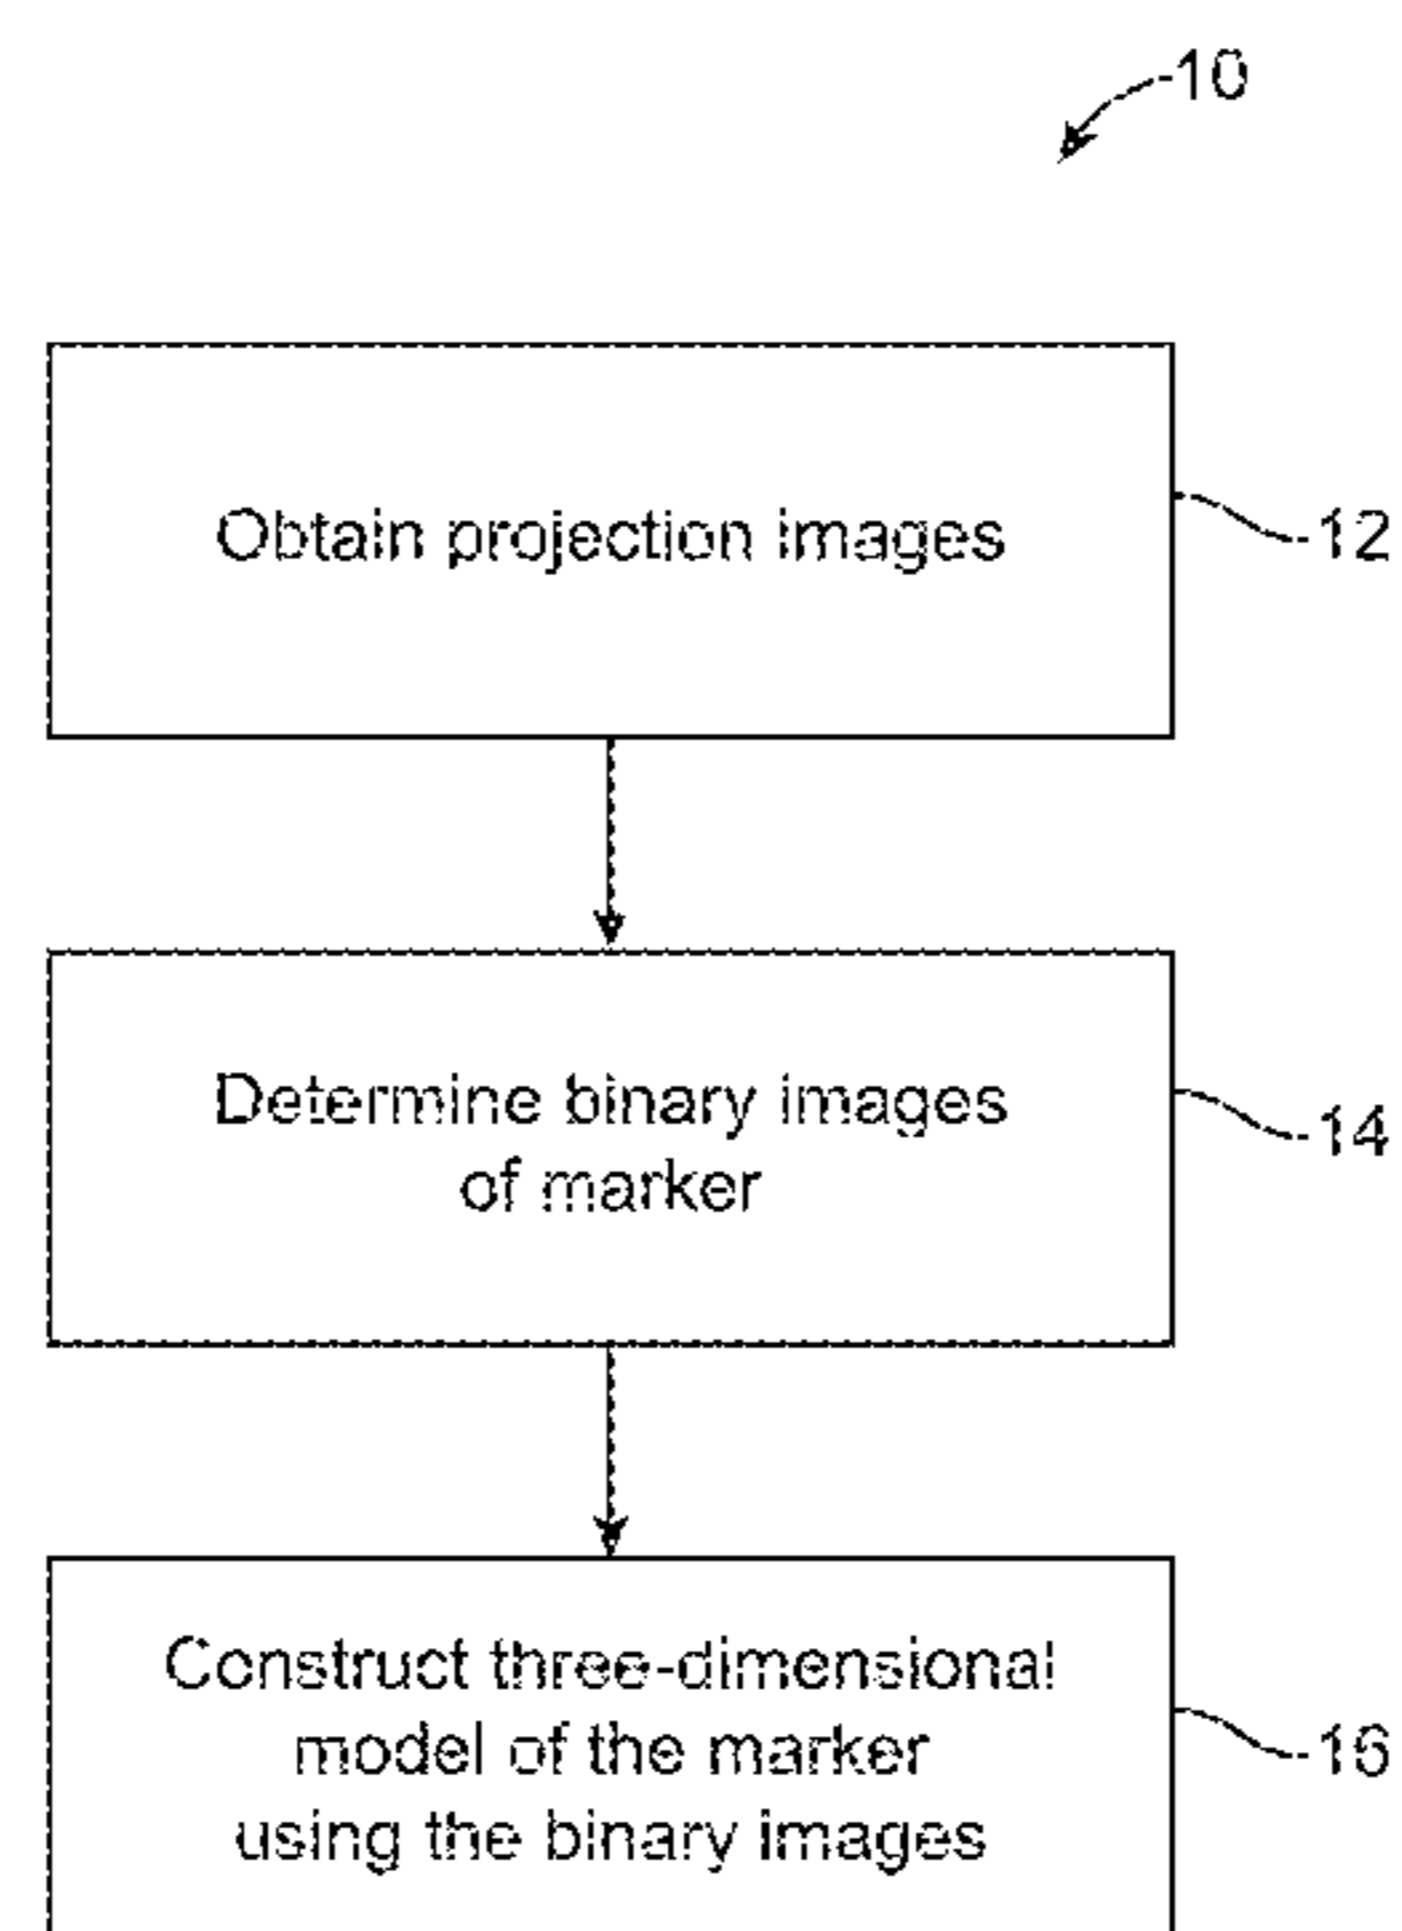 10
Obtain projection images
12
Determine binary images
of marker
14
Construct three-dimensional
model of the marker
using the binary images
16